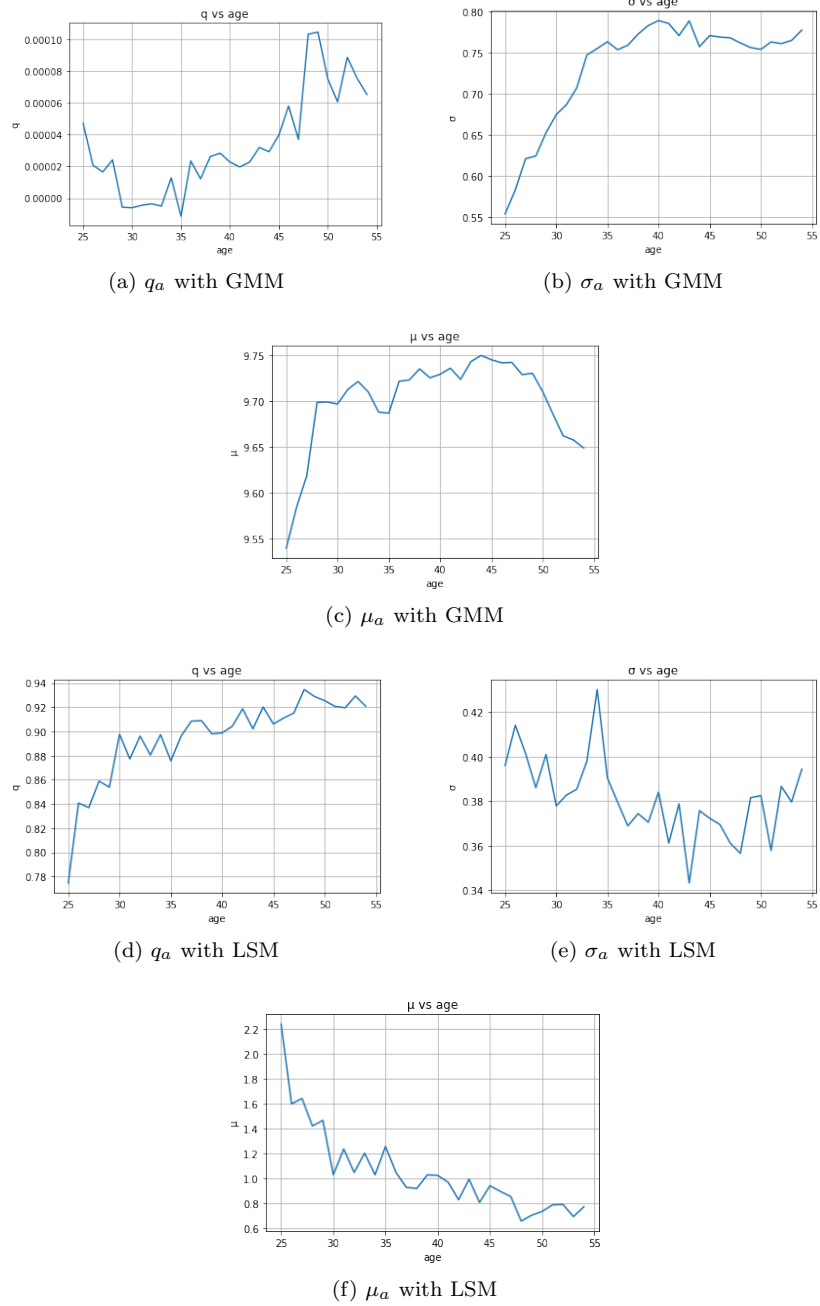 q vs age
0.00010
0.00008
0.00006
0.00004
0.00002
0.00000
q
25 30 35 40 45 50 55
age
(a) qₐ with GMM
σ vs age
0.80
0.75
0.70
0.65
0.60
0.55
σ
25 30 35 40 45 50 55
age
(b) σₐ with GMM
μ vs age
9.75
9.70
9.65
9.60
9.55
μ
25 30 35 40 45 50 55
age
(c) μₐ with GMM
q vs age
0.94
0.92
0.90
0.88
0.86
0.84
0.82
0.80
0.78
q
25 30 35 40 45 50 55
age
(d) qₐ with LSM
σ vs age
0.42
0.40
0.38
0.36
0.34
σ
25 30 35 40 45 50 55
age
(e) σₐ with LSM
μ vs age
2.2
2.0
1.8
1.6
1.4
1.2
1.0
0.8
0.6
μ
25 30 35 40 45 50 55
age
(f) μₐ with LSM